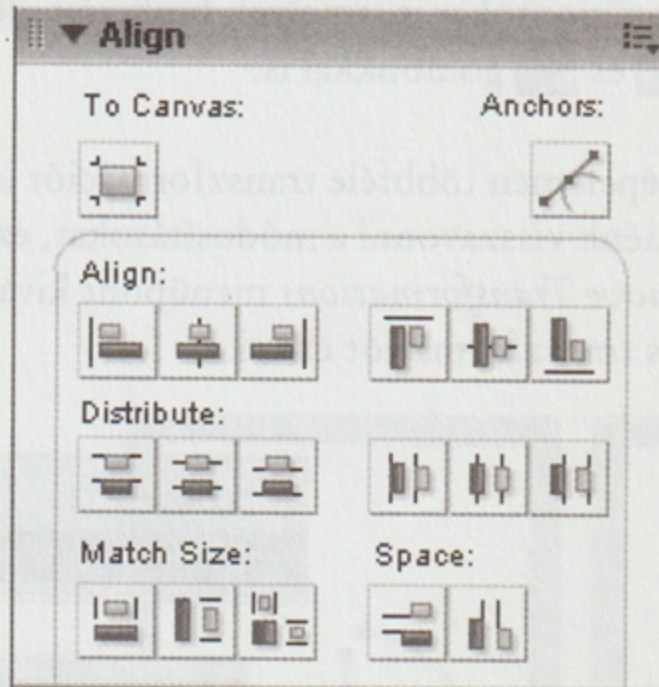 Align
To Canvas: Anchors:
Align:
Distribute:
Match Size: Space: